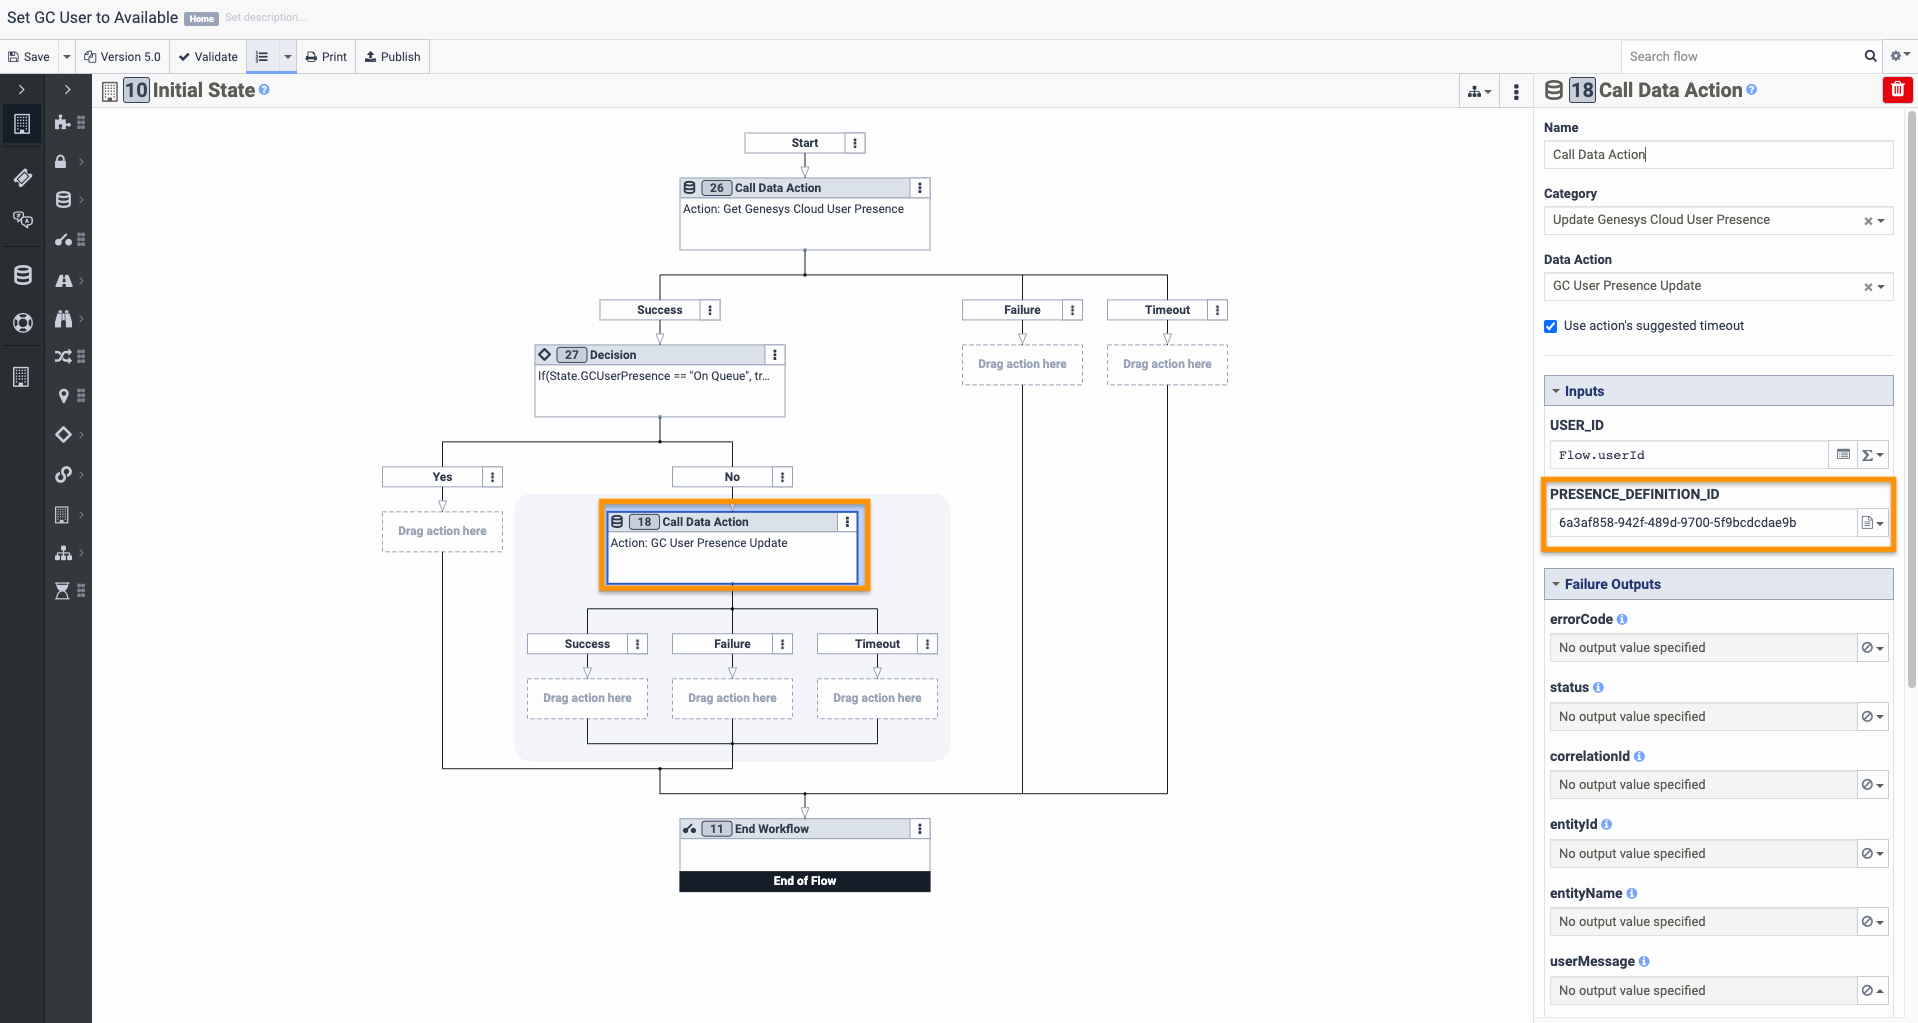 Set GC User to Available Home Set description...
Save Version 5.0 Validate Print Publish Search flow
10 Initial State
Start
26 Call Data Action
Action: Get Genesys Cloud User Presence
Success Failure Timeout
Drag action here Drag action here
27 Decision
If(State.GCUserPresence == "On Queue", tr...
Yes No
Drag action here
18 Call Data Action
Action: GC User Presence Update
Success Failure Timeout
Drag action here Drag action here Drag action here
11 End Workflow
End of Flow
18 Call Data Action
Name
Call Data Action
Category
Update Genesys Cloud User Presence
Data Action
GC User Presence Update
Use action's suggested timeout
Inputs
USER_ID
Flow.userId
PRESENCE_DEFINITION_ID
6a3af858-942f-489d-9700-5f9bcdcdae9b
Failure Outputs
errorCode
No output value specified
status
No output value specified
correlationId
No output value specified
entityId
No output value specified
entityName
No output value specified
userMessage
No output value specified